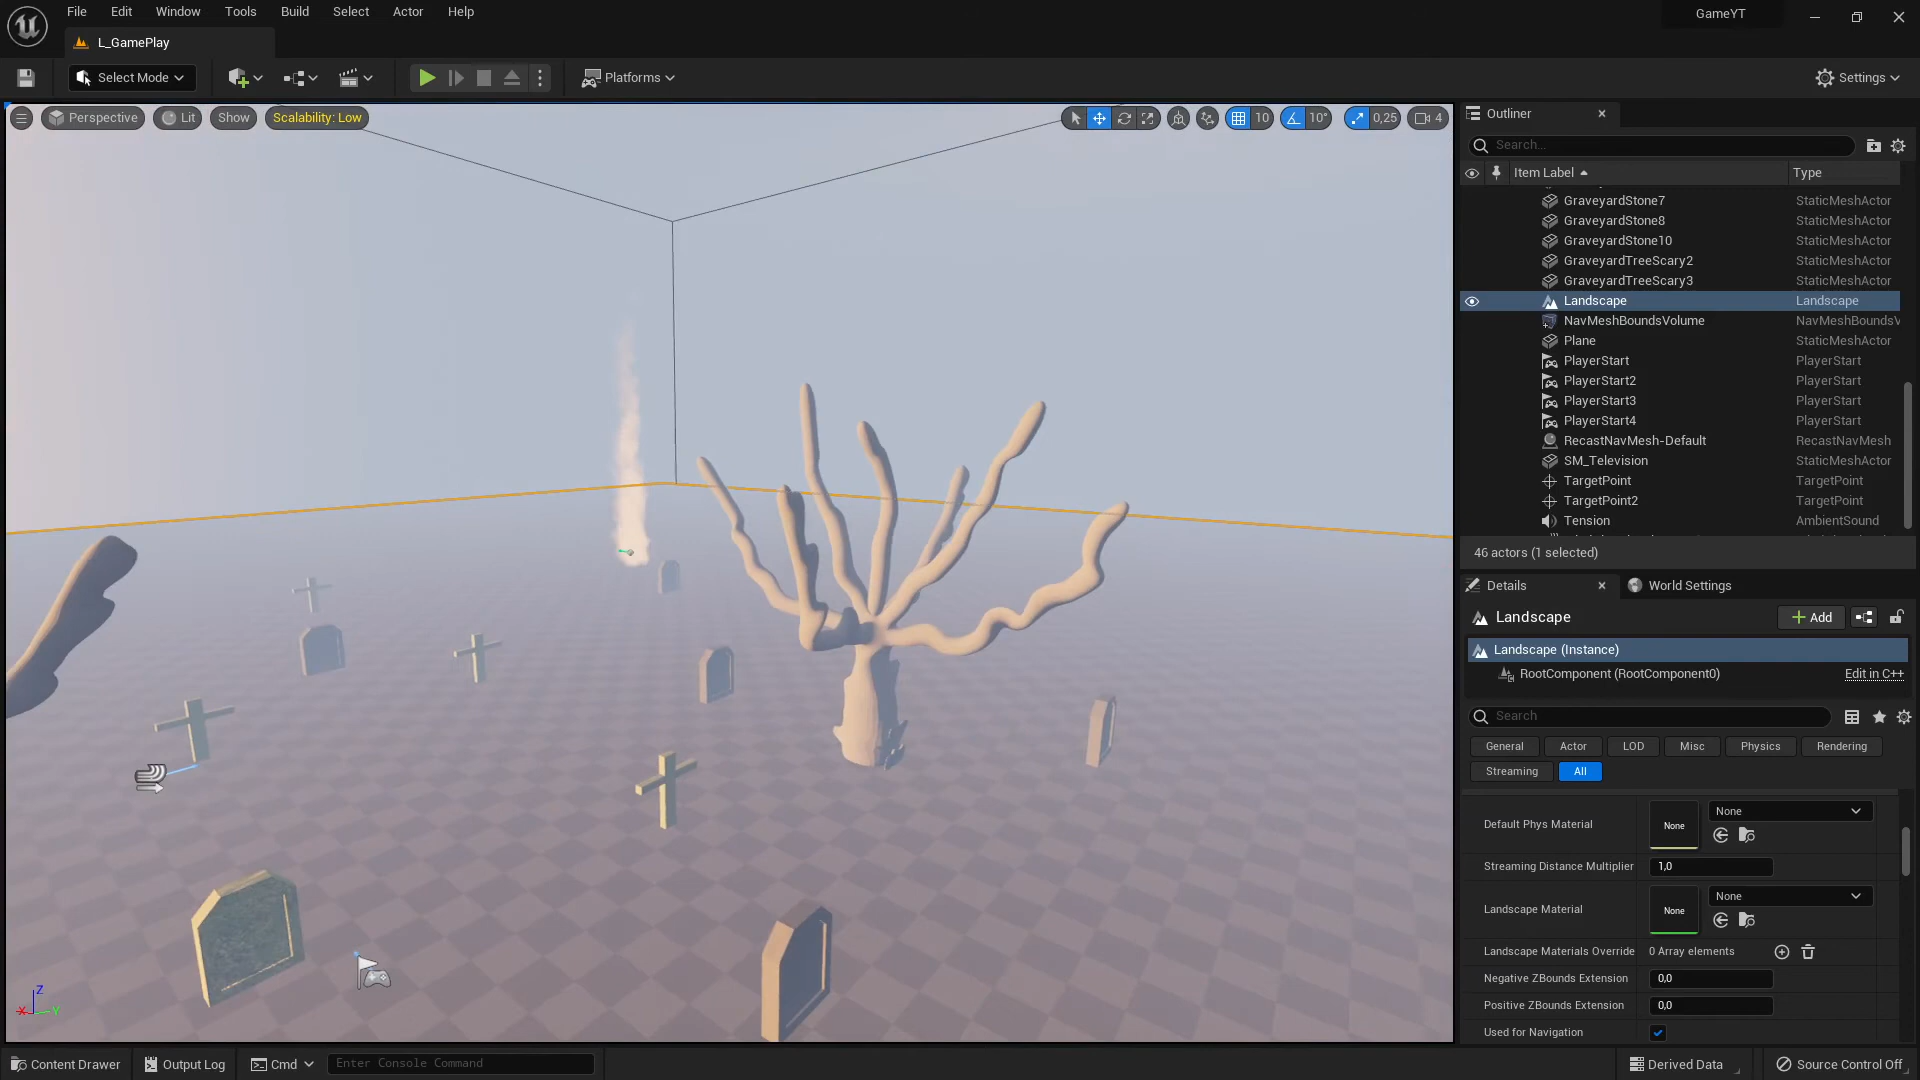 File Edit Window Tools Build Select Actor Help
GameYT
L_GamePlay
Select Mode
Platforms
Settings
Perspective
Lit
Show
Scalability: Low
10
10°
0,25
4
Outliner
Search...
Item Label
Type
GraveyardStone7 StaticMeshActor
GraveyardStone8 StaticMeshActor
GraveyardStone10 StaticMeshActor
GraveyardTreeScary2 StaticMeshActor
GraveyardTreeScary3 StaticMeshActor
Landscape Landscape
NavMeshBoundsVolume NavMeshBoundsV
Plane StaticMeshActor
PlayerStart PlayerStart
PlayerStart2 PlayerStart
PlayerStart3 PlayerStart
PlayerStart4 PlayerStart
RecastNavMesh-Default RecastNavMesh
SM_Television StaticMeshActor
TargetPoint TargetPoint
TargetPoint2 TargetPoint
Tension AmbientSound
46 actors (1 selected)
Details
World Settings
Landscape
Add
Landscape (Instance)
RootComponent (RootComponent0)
Edit in C++
Search
General Actor LOD Misc Physics Rendering
Streaming All
Default Phys Material None None
Streaming Distance Multiplier 1,0
Landscape Material None None
Landscape Materials Override 0 Array elements
Negative ZBounds Extension 0,0
Positive ZBounds Extension 0,0
Used for Navigation
Z
X
Y
Content Drawer
Output Log
Cmd
Enter Console Command
Derived Data
Source Control Off